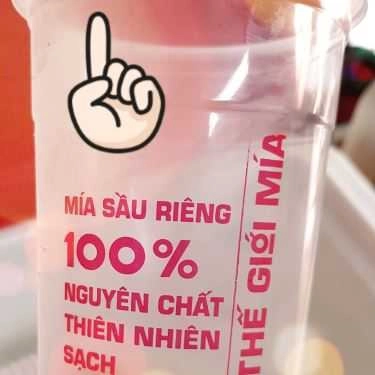 MÍA SẦU RIÊNG
100%
NGUYÊN CHẤT
THIÊN NHIÊN
SẠCH
THẾ GIỚI MÍA